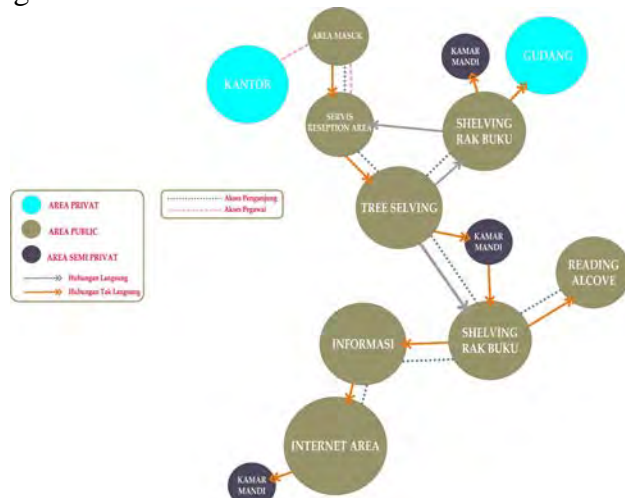 g
AREA MASUK
KANTOR
KAMAR
MANDI
GUDANG
SERVIS
RESEPTION AREA
SHELVING
RAK BUKU
TREE SELVING
AREA PRIVAT
AREA PUBLIC
AREA SEMI PRIVAT
Hubungan Langsung
Hubungan Tak Langsung
Akses Pengunjung
Akses Pegawai
KAMAR
MANDI
READING
ALCOVE
INFORMASI
SHELVING
RAK BUKU
INTERNET AREA
KAMAR
MANDI